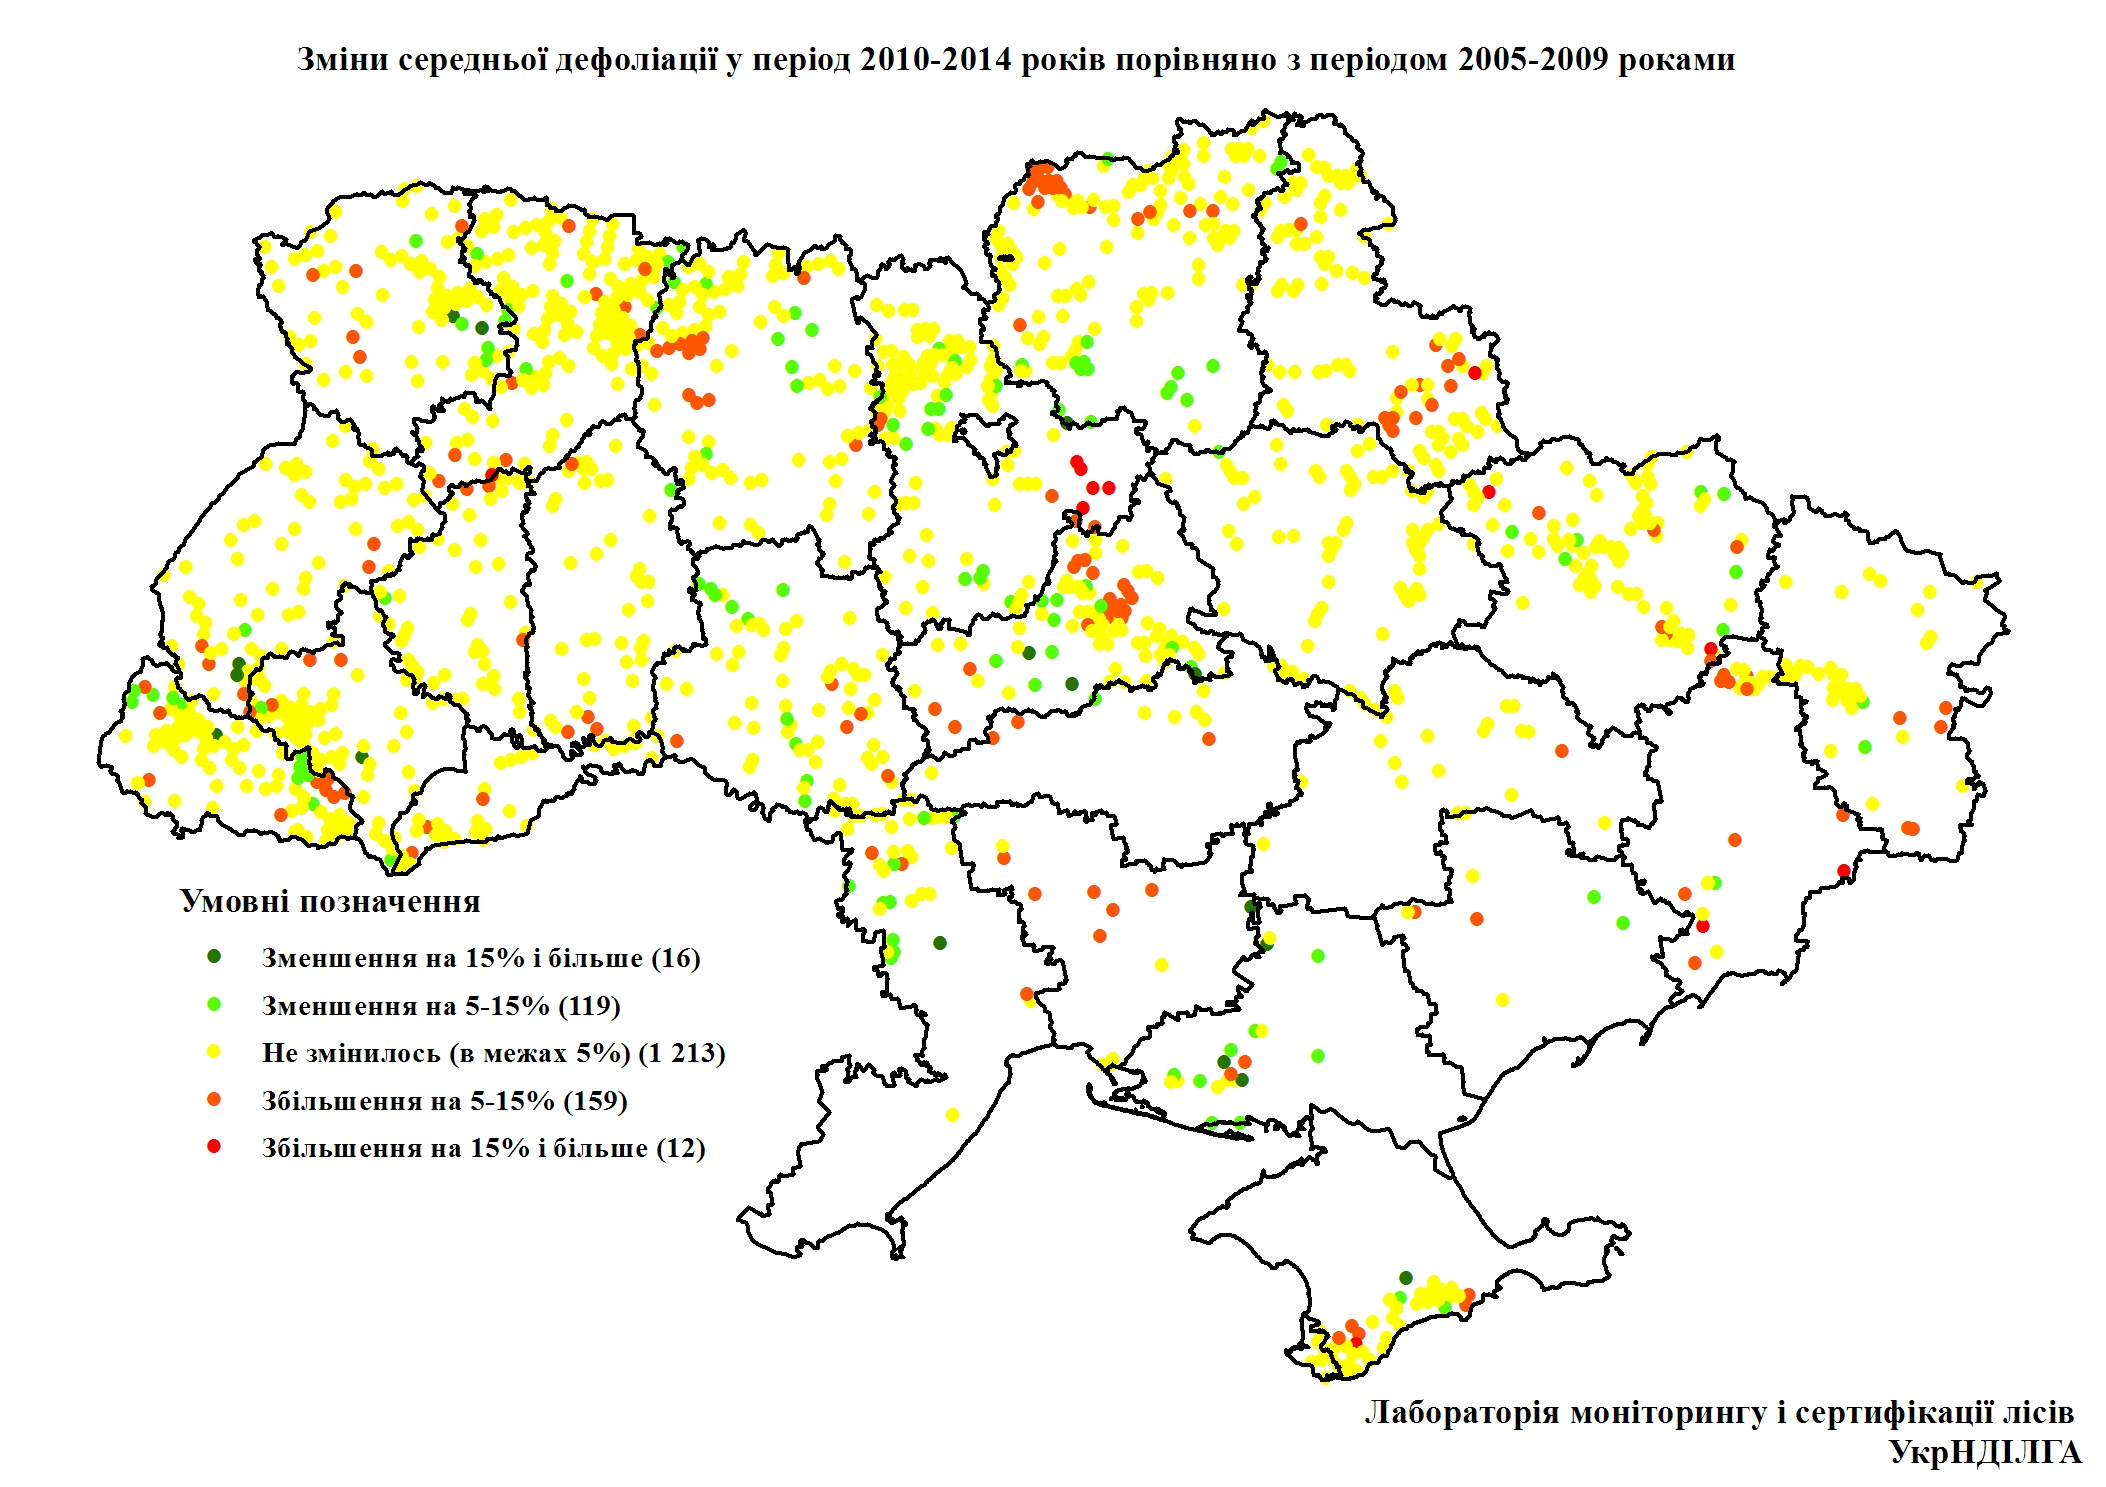 Зміни середньої дефоліації у період 2010-2014 років порівняно з періодом 2005-2009 роками
Умовні позначення
Зменшення на 15% і більше (16)
Зменшення на 5-15% (119)
Не змінилось (в межах 5%) (1 213)
Збільшення на 5-15% (159)
Збільшення на 15% і більше (12)
Лабораторія моніторингу і сертифікації лісів
УкрНДІЛГА